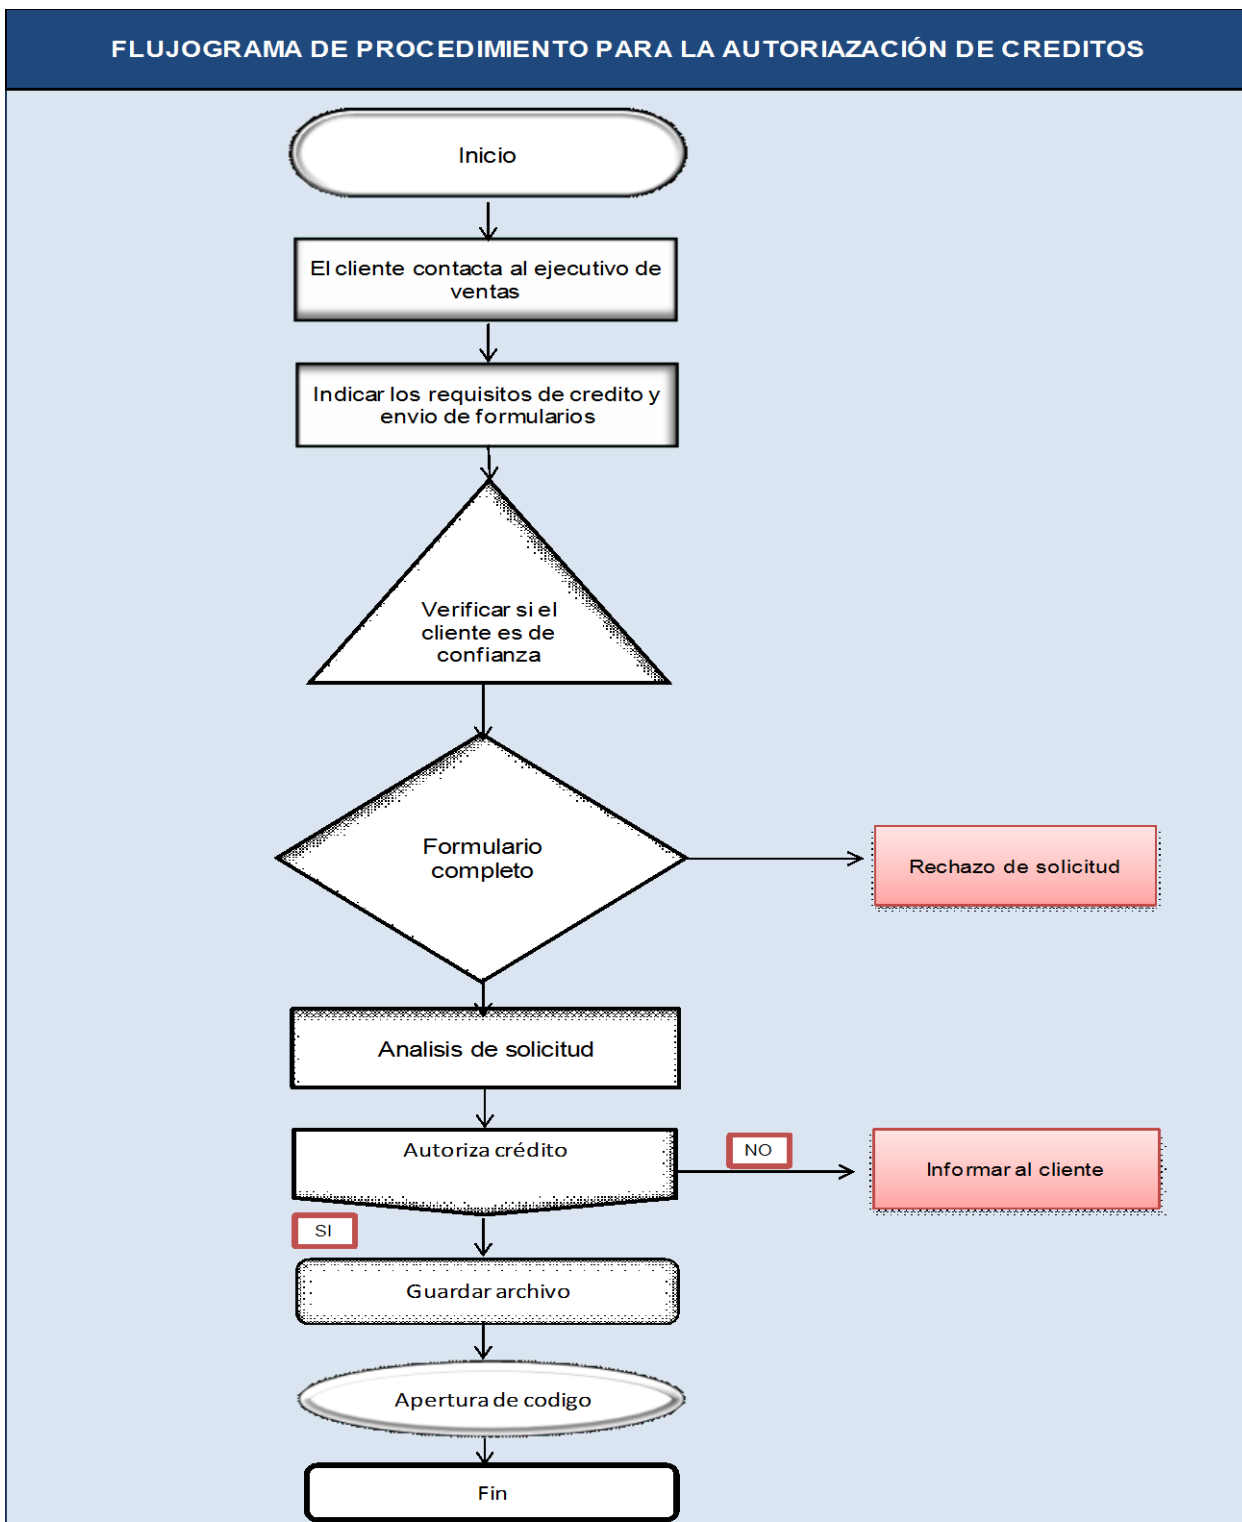 FLUJOGRAMA DE PROCEDIMIENTO PARA LA AUTORIAZACIÓN DE CREDITOS
Inicio
El cliente contacta al ejecutivo de
ventas
Indicar los requisitos de credito y
envio de formularios
Verificar si el
cliente es de
confianza
Formulario
completo
Rechazo de solicitud
Analisis de solicitud
Autoriza crédito
NO
Informar al cliente
SI
Guardar archivo
Apertura de codigo
Fin